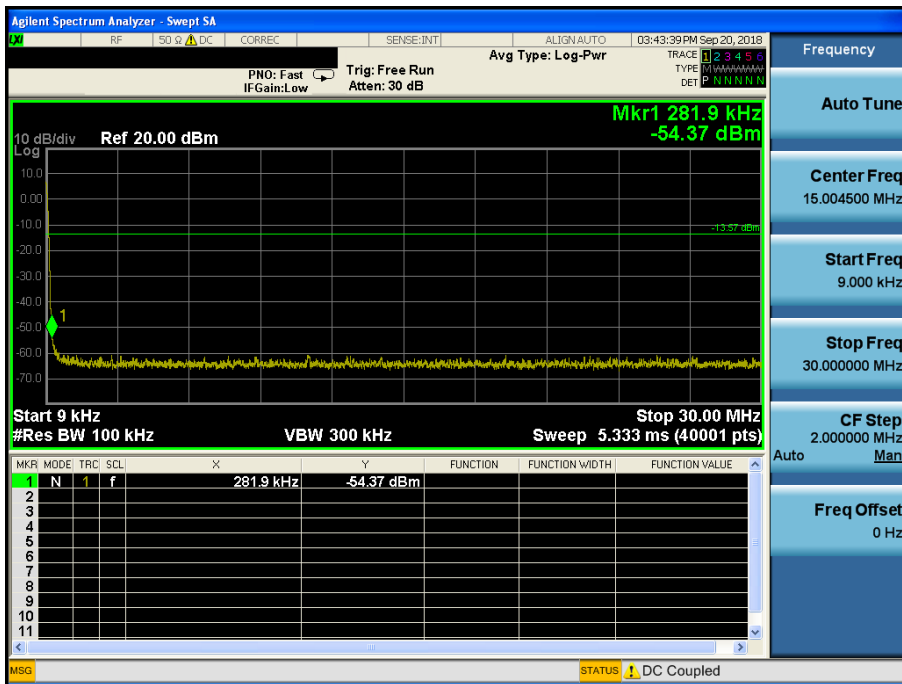 Agilent Spectrum Analyzer - Swept SA
LXI RF 50 Ω DC CORREC SENSE:INT ALIGN AUTO 03:43:39 PM Sep 20, 2018
Frequency
Avg Type: Log-Pwr
TRACE 1 2 3 4 5 6
PNO: Fast Trig: Free Run
TYPE M WWWWW
IFGain:Low Atten: 30 dB
DET P N N N N N
Auto Tune
Mkr1 281.9 kHz
10 dB/div Ref 20.00 dBm -54.37 dBm
Log
10.0
0.00
-10.0
-13.57 dBm
-20.0
-30.0
-40.0
1
-50.0
-60.0
-70.0
Start 9 kHz Stop 30.00 MHz
#Res BW 100 kHz VBW 300 kHz Sweep 5.333 ms (40001 pts)
Center Freq
15.004500 MHz
Start Freq
9.000 kHz
Stop Freq
30.000000 MHz
CF Step
2.000000 MHz
Auto Man
Freq Offset
0 Hz
MKR MODE TRC SCL X Y FUNCTION FUNCTION WIDTH FUNCTION VALUE
1 N 1 f 281.9 kHz -54.37 dBm
2
3
4
5
6
7
8
9
10
11
MSG STATUS DC Coupled